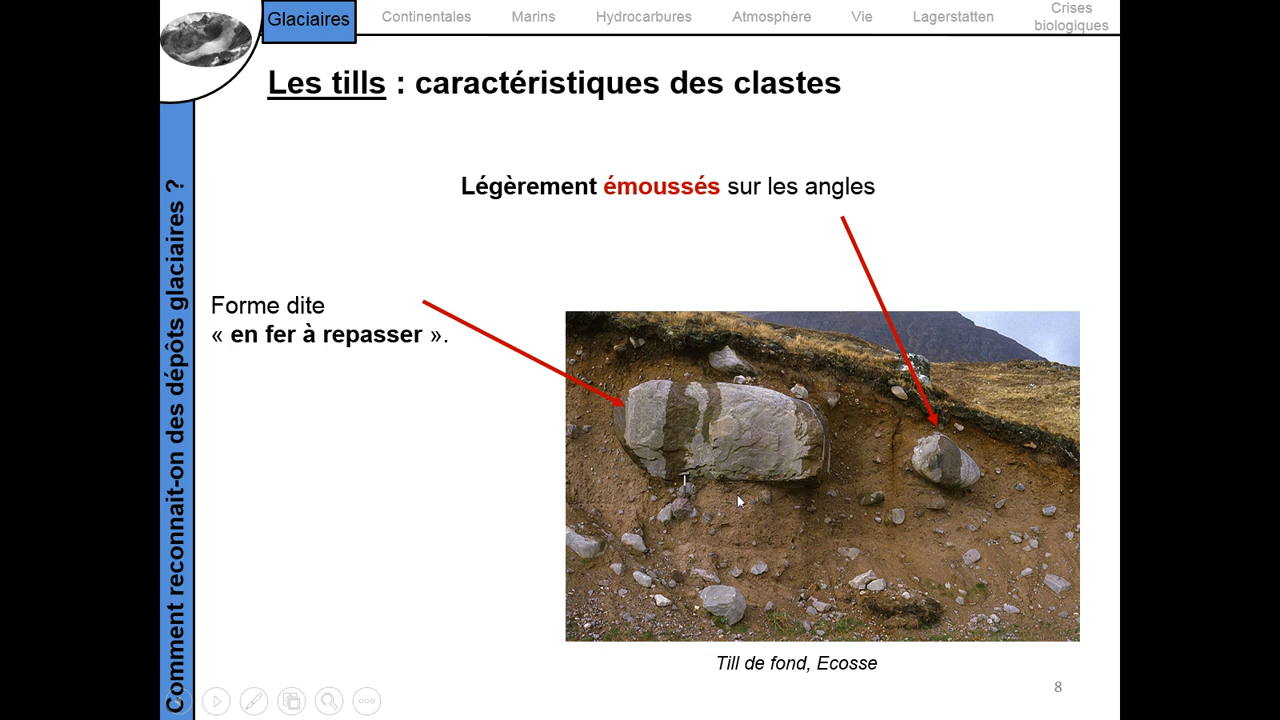 Glaciaires
Continentales
Marins
Hydrocarbures
Atmosphère
Vie
Lagerstatten
Crises
biologiques
Les tills : caractéristiques des clastes
Légèrement émoussés sur les angles
Forme dite
« en fer à repasser ».
Comment reconnait-on des dépôts glaciaires ?
Till de fond, Ecosse
8